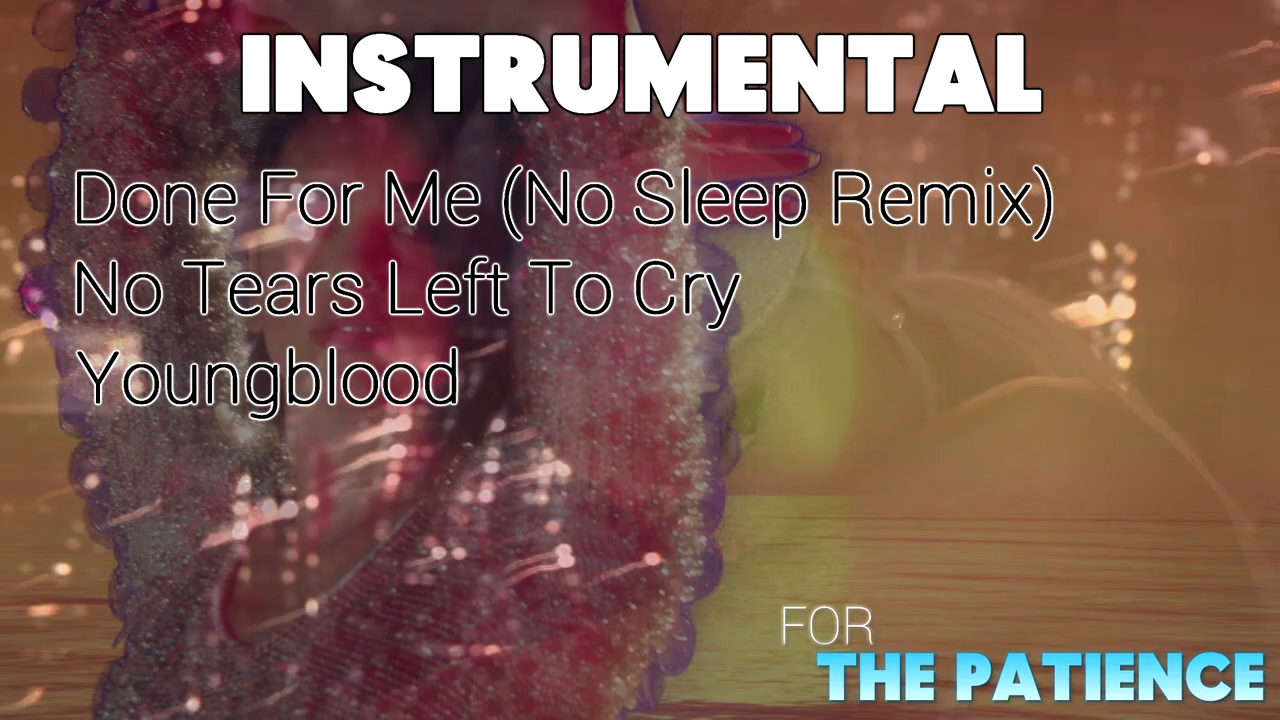 INSTRUMENTAL
Done For Me (No Sleep Remix)
No Tears Left To Cry
Youngblood
FOR
THE PATIENCE